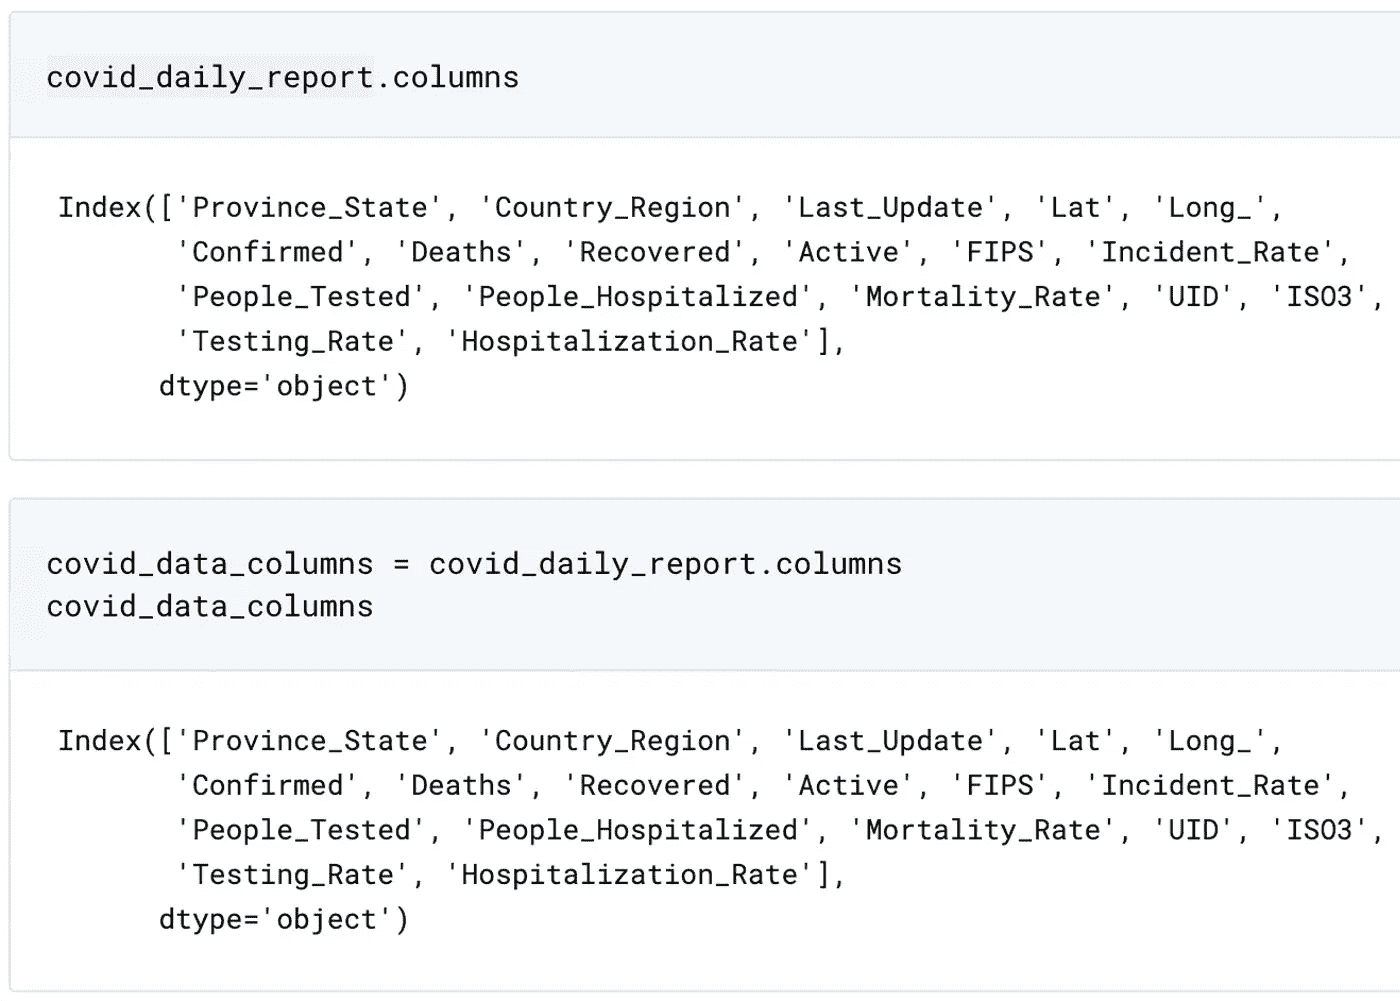 covid_daily_report.columns
Index(['Province_State', 'Country_Region', 'Last_Update', 'Lat', 'Long_',
'Confirmed', 'Deaths', 'Recovered', 'Active', 'FIPS', 'Incident_Rate',
'People_Tested', 'People_Hospitalized', 'Mortality_Rate', 'UID', 'ISO3',
'Testing_Rate', 'Hospitalization_Rate'],
dtype='object')
covid_data_columns = covid_daily_report.columns
covid_data_columns
Index(['Province_State', 'Country_Region', 'Last_Update', 'Lat', 'Long_',
'Confirmed', 'Deaths', 'Recovered', 'Active', 'FIPS', 'Incident_Rate',
'People_Tested', 'People_Hospitalized', 'Mortality_Rate', 'UID', 'ISO3',
'Testing_Rate', 'Hospitalization_Rate'],
dtype='object')